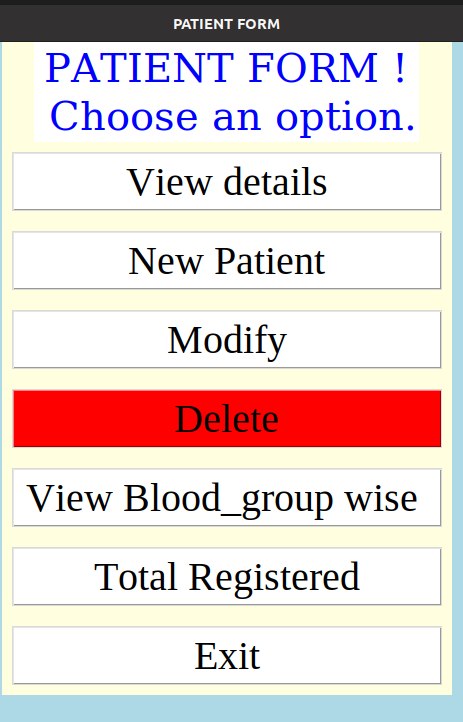 PATIENT FORM
PATIENT FORM !
Choose an option.
View details
New Patient
Modify
Delete
View Blood_group wise
Total Registered
Exit